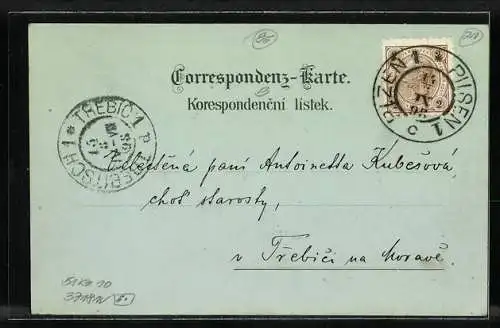 Correspondenz-Karte.
Korespondenční lístek.
PLZEŇ 1 * PILSEN 1
c
TŘEBIČ 1 * TREBITSCH 1
Velectěná paní Antoinetta Kubešová,
choť starosty,
v Třebíči na Moravě.